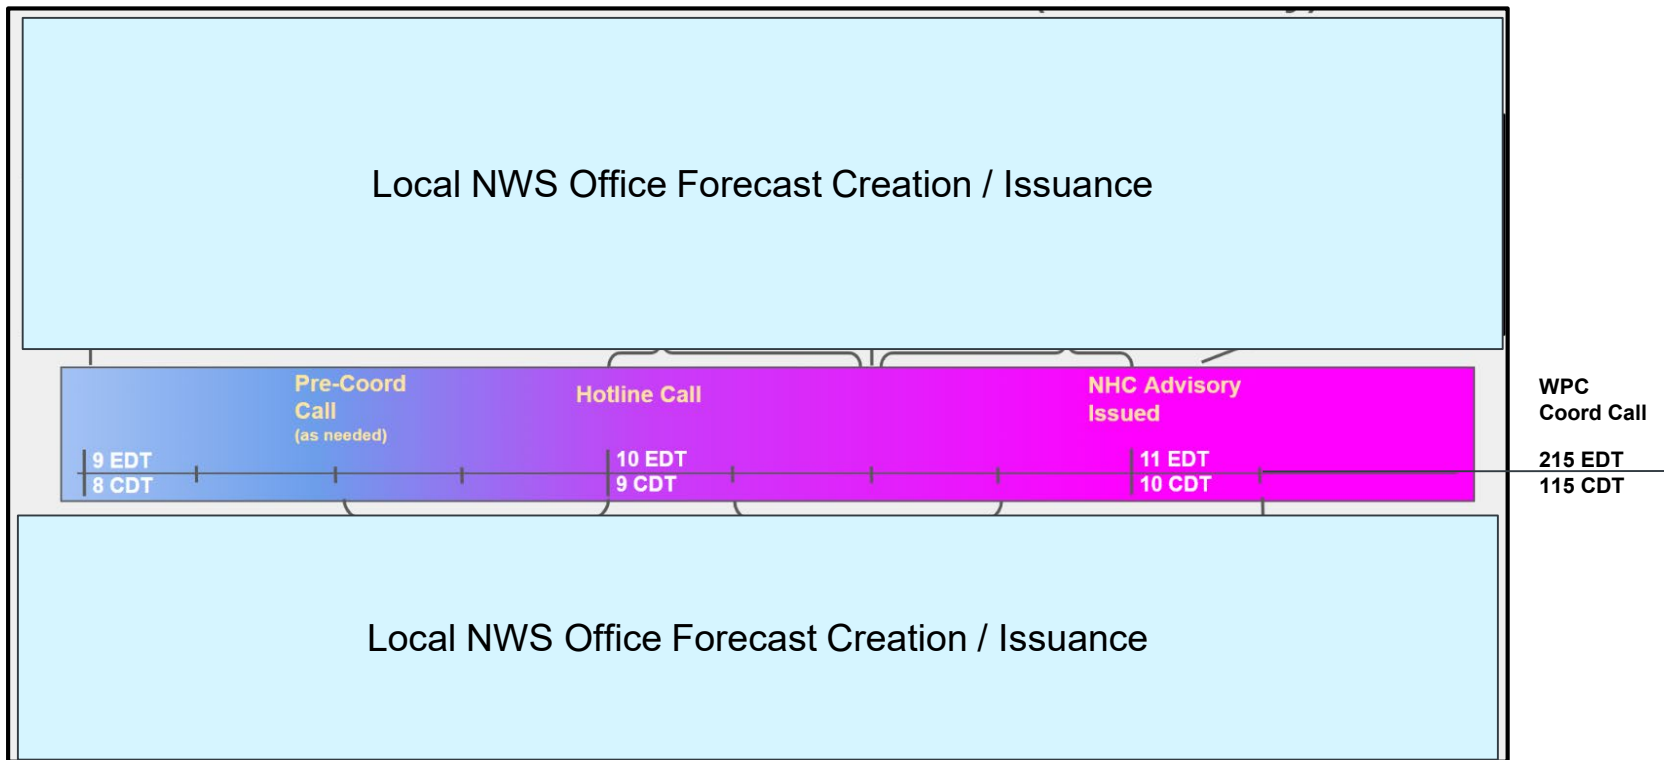 Local NWS Office Forecast Creation / Issuance
Pre-Coord
Call
(as needed)
Hotline Call
NHC Advisory
Issued
WPC
Coord Call
9 EDT
10 EDT
11 EDT
215 EDT
8 CDT
9 CDT
10 CDT
115 CDT
Local NWS Office Forecast Creation / Issuance